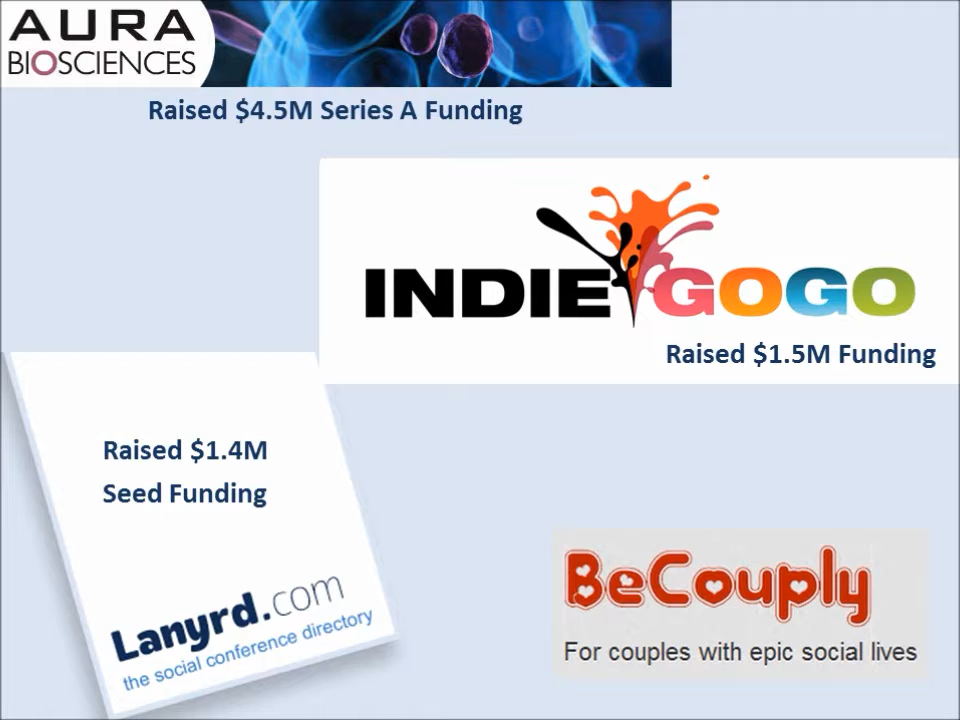 AURA
BIOSCIENCES
Raised $4.5M Series A Funding
INDIEGOGO
Raised $1.5M Funding
Raised $1.4M
Seed Funding
Lanyrd.com
the social conference directory
BeCouply
For couples with epic social lives